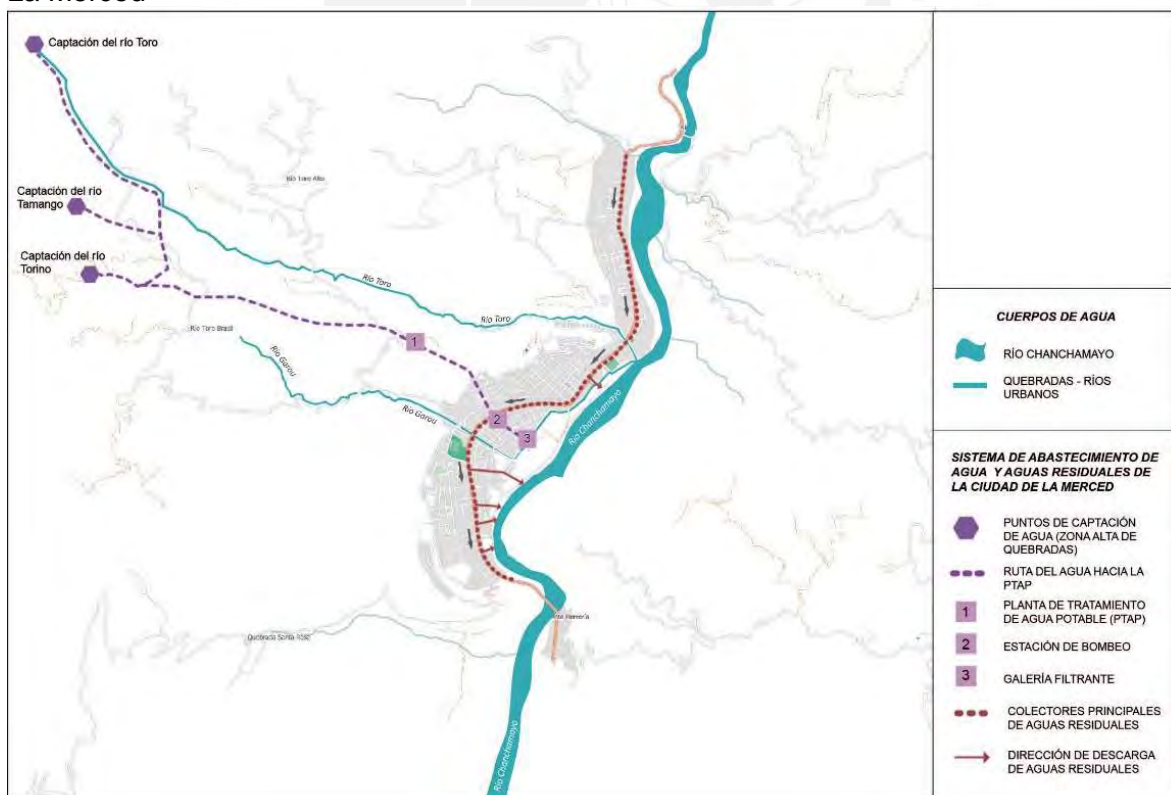 La Merced
Captación del río Toro
Río Toro Alto
Captación del río
Tamango
Captación del río
Torino
Río Toro
Río Toro
Río Toro Brasil
Río Garou
Río Garou
Río Chanchamayo
Quebrada Santa Rosa
Río Chanchamayo
1
2
3
CUERPOS DE AGUA
RÍO CHANCHAMAYO
QUEBRADAS - RÍOS
URBANOS
SISTEMA DE ABASTECIMIENTO DE
AGUA Y AGUAS RESIDUALES DE
LA CIUDAD DE LA MERCED
PUNTOS DE CAPTACIÓN
DE AGUA (ZONA ALTA DE
QUEBRADAS)
RUTA DEL AGUA HACIA LA
PTAP
1
PLANTA DE TRATAMIENTO
DE AGUA POTABLE (PTAP)
2
ESTACIÓN DE BOMBEO
3
GALERÍA FILTRANTE
COLECTORES PRINCIPALES
DE AGUAS RESIDUALES
DIRECCIÓN DE DESCARGA
DE AGUAS RESIDUALES